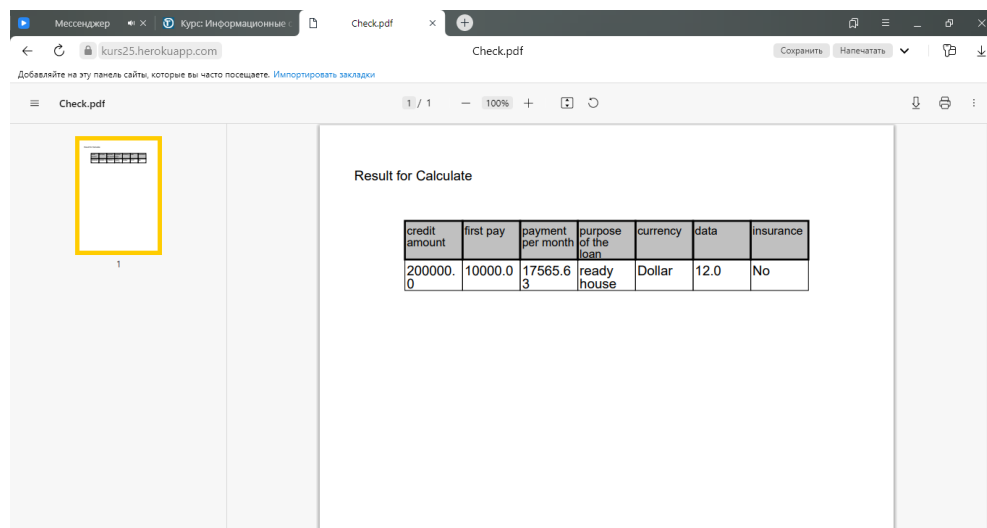 Мессенджер
Курс: Информационные с
Check.pdf
kurs25.herokuapp.com
Check.pdf
Сохранить
Напечатать
Добавляйте на эту панель сайты, которые вы часто посещаете. Импортировать закладки
Check.pdf
1 / 1
100%
1
Result for Calculate
credit
amount
first pay
payment
per month
purpose
of the
loan
currency
data
insurance
200000.
0
10000.0
17565.6
3
ready
house
Dollar
12.0
No